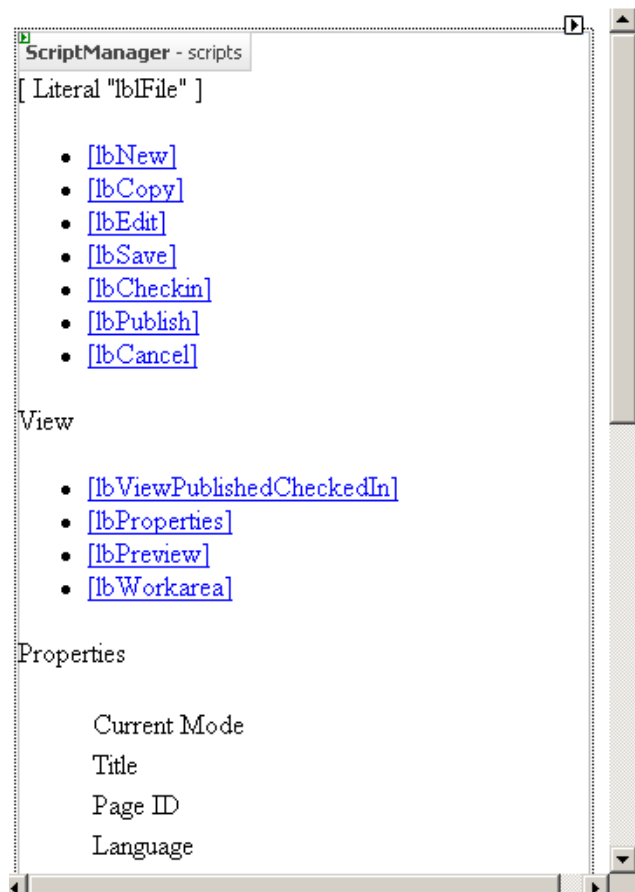 ScriptManager - scripts
[ Literal "lblFile" ]
[lbNew]
[lbCopy]
[lbEdit]
[lbSave]
[lbCheckin]
[lbPublish]
[lbCancel]
View
[lbViewPublishedCheckedIn]
[lbProperties]
[lbPreview]
[lbWorkarea]
Properties
Current Mode
Title
Page ID
Language